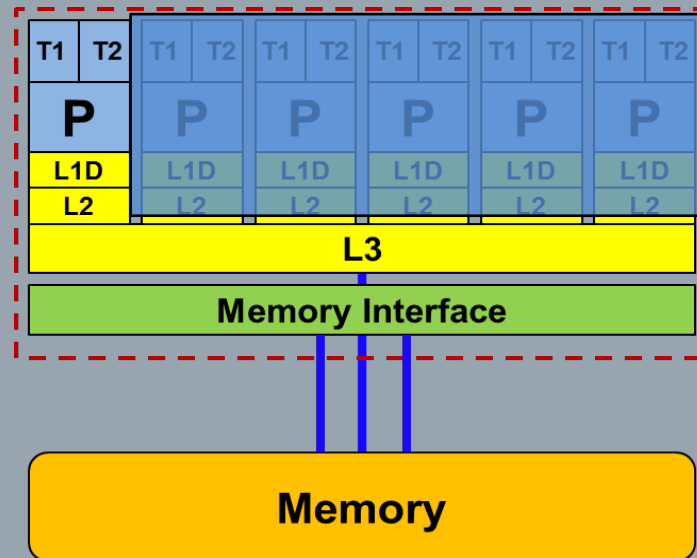 T1 T2 T1 T2 T1 T2 T1 T2 T1 T2 T1 T2
P P P P P P
L1D L1D L1D L1D L1D L1D
L2 L2 L2 L2 L2 L2
L3
Memory Interface
Memory